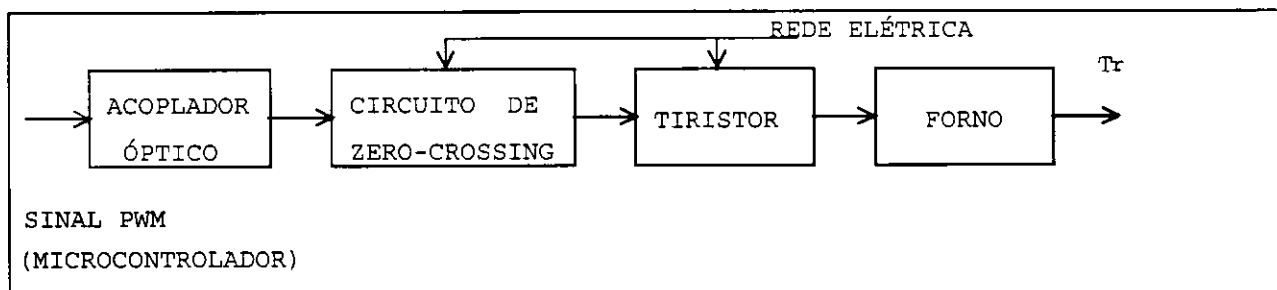 REDE ELÉTRICA
Tr
ACOPLADOR
ÓPTICO
CIRCUITO DE
ZERO-CROSSING
TIRISTOR
FORNO
SINAL PWM
(MICROCONTROLADOR)